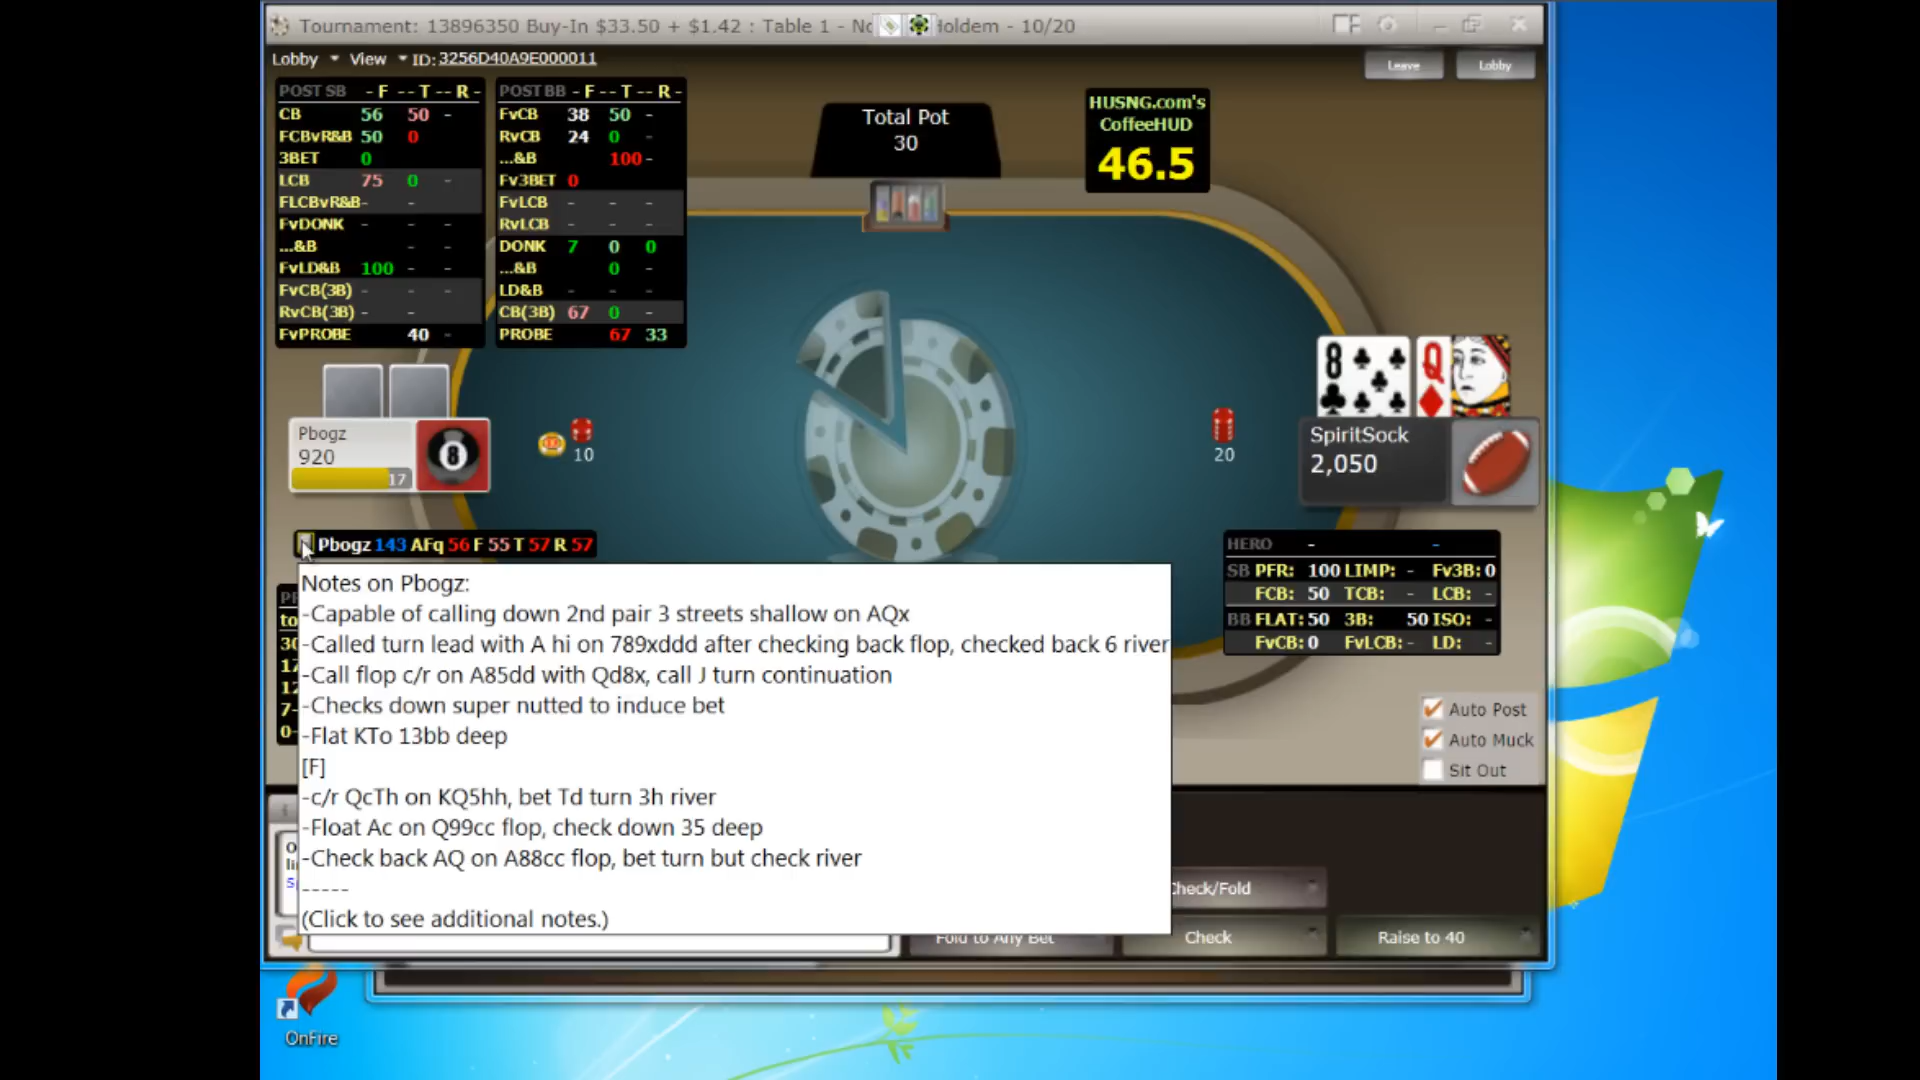 Tournament: 13896350 Buy-In $33.50 + $1.42 : Table 1 - No Holdem - 10/20
Lobby View ID: 3256D40A9E000011
Leave Lobby
POST SB - F -- T -- R -
CB 56 50 -
FCBvR&B 50 0
3BET 0
LCB 75 0 -
FLCBvR&B- - -
FvDONK - - -
...&B - -
FvLD&B 100 - -
FvCB(3B) - - -
RvCB(3B) - - -
FvPROBE 40 -
POST BB - F -- T -- R -
FvCB 38 50 -
RvCB 24 0 -
...&B 100 -
Fv3BET 0
FvLCB - - -
RvLCB - - -
DONK 7 0 0
...&B 0 -
LD&B - - -
CB(3B) 67 0 -
PROBE 67 33
Total Pot
30
HUSNG.com's
CoffeeHUD
46.5
8 Q
Pbogz
920
17
8
10
20
SpiritSock
2,050
Pbogz 143 AFq 56 F 55 T 57 R 57
HERO - -
SB PFR: 100 LIMP: - Fv3B: 0
FCB: 50 TCB: - LCB: -
BB FLAT: 50 3B: 50 ISO: -
FvCB: 0 FvLCB: - LD: -
Notes on Pbogz:
-Capable of calling down 2nd pair 3 streets shallow on AQx
-Called turn lead with A hi on 789xddd after checking back flop, checked back 6 river
-Call flop c/r on A85dd with Qd8x, call J turn continuation
-Checks down super nutted to induce bet
-Flat KTo 13bb deep
[F]
-c/r QcTh on KQ5hh, bet Td turn 3h river
-Float Ac on Q99cc flop, check down 35 deep
-Check back AQ on A88cc flop, bet turn but check river
-----
(Click to see additional notes.)
Auto Post
Auto Muck
Sit Out
Check/Fold
Fold to Any Bet
Check
Raise to 40
OnFire